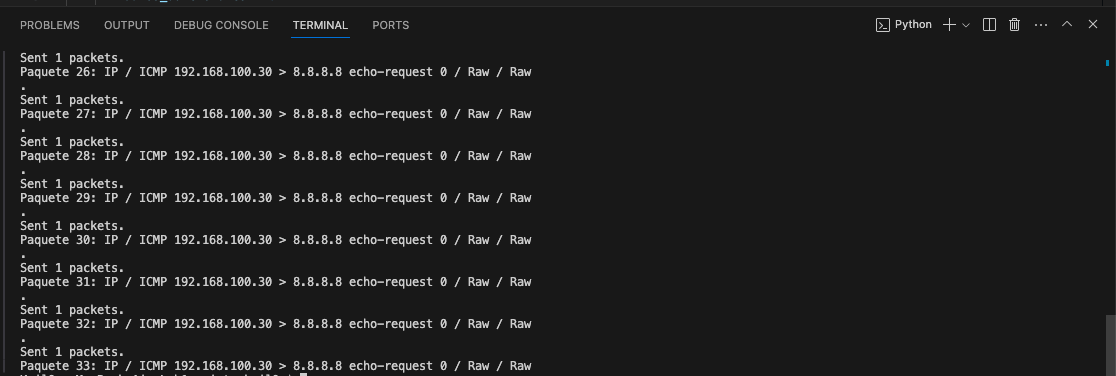 PROBLEMS OUTPUT DEBUG CONSOLE TERMINAL PORTS Python
Sent 1 packets.
Paquete 26: IP / ICMP 192.168.100.30 > 8.8.8.8 echo-request 0 / Raw / Raw
.
Sent 1 packets.
Paquete 27: IP / ICMP 192.168.100.30 > 8.8.8.8 echo-request 0 / Raw / Raw
.
Sent 1 packets.
Paquete 28: IP / ICMP 192.168.100.30 > 8.8.8.8 echo-request 0 / Raw / Raw
.
Sent 1 packets.
Paquete 29: IP / ICMP 192.168.100.30 > 8.8.8.8 echo-request 0 / Raw / Raw
.
Sent 1 packets.
Paquete 30: IP / ICMP 192.168.100.30 > 8.8.8.8 echo-request 0 / Raw / Raw
.
Sent 1 packets.
Paquete 31: IP / ICMP 192.168.100.30 > 8.8.8.8 echo-request 0 / Raw / Raw
.
Sent 1 packets.
Paquete 32: IP / ICMP 192.168.100.30 > 8.8.8.8 echo-request 0 / Raw / Raw
.
Sent 1 packets.
Paquete 33: IP / ICMP 192.168.100.30 > 8.8.8.8 echo-request 0 / Raw / Raw